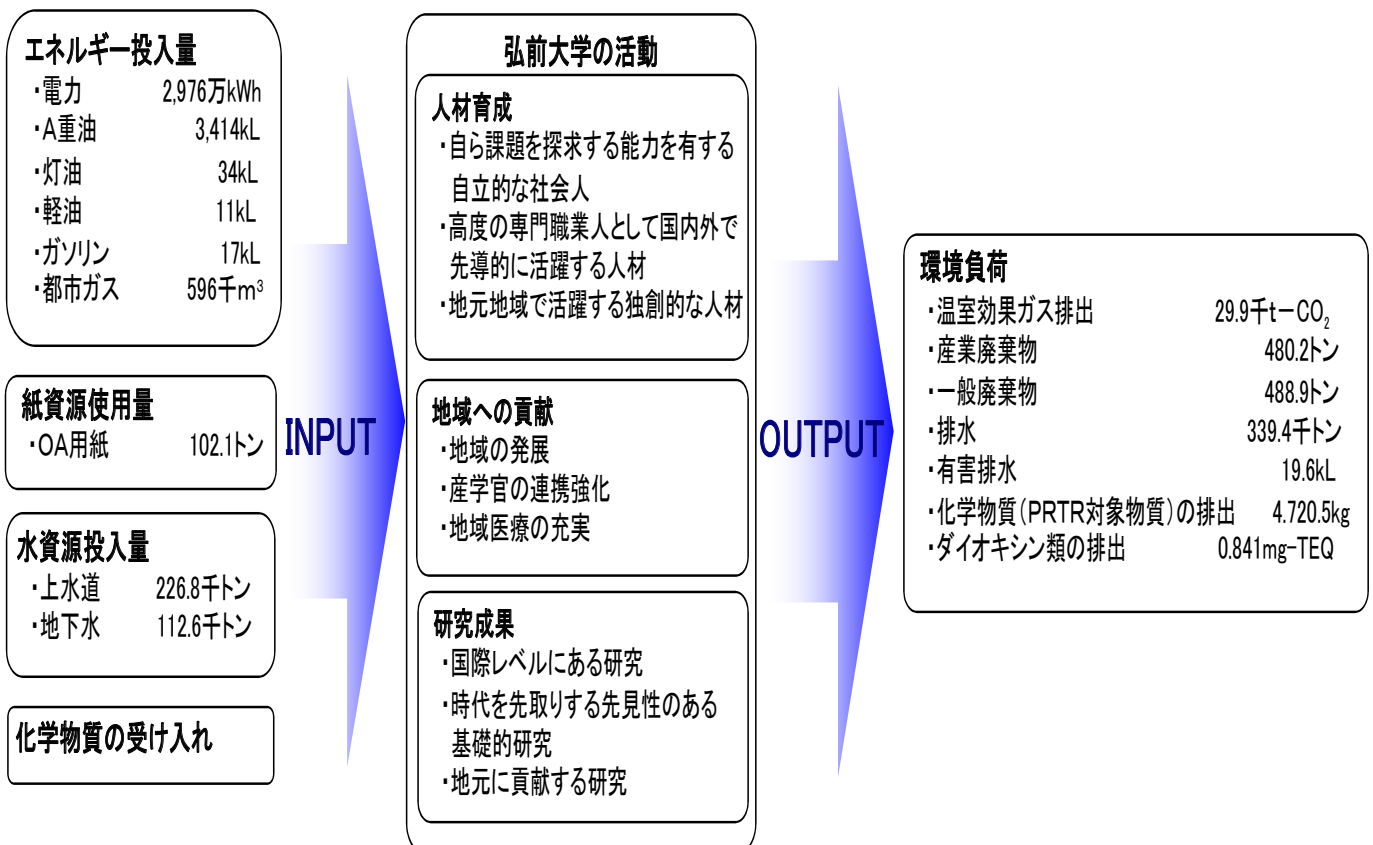 エネルギー投入量
・電力 2,976万kWh
・A重油 3,414kL
・灯油 34kL
・軽油 11kL
・ガソリン 17kL
・都市ガス 596千m³
紙資源使用量
・OA用紙 102.1トン
水資源投入量
・上水道 226.8千トン
・地下水 112.6千トン
化学物質の受け入れ
INPUT
弘前大学の活動
人材育成
・自ら課題を探求する能力を有する
自立的な社会人
・高度の専門職業人として国内外で
先導的に活躍する人材
・地元地域で活躍する独創的な人材
地域への貢献
・地域の発展
・産学官の連携強化
・地域医療の充実
研究成果
・国際レベルにある研究
・時代を先取りする先見性のある
基礎的研究
・地元に貢献する研究
OUTPUT
環境負荷
・温室効果ガス排出 29.9千t-CO₂
・産業廃棄物 480.2トン
・一般廃棄物 488.9トン
・排水 339.4千トン
・有害排水 19.6kL
・化学物質(PRTR対象物質)の排出 4.720.5kg
・ダイオキシン類の排出 0.841mg-TEQ